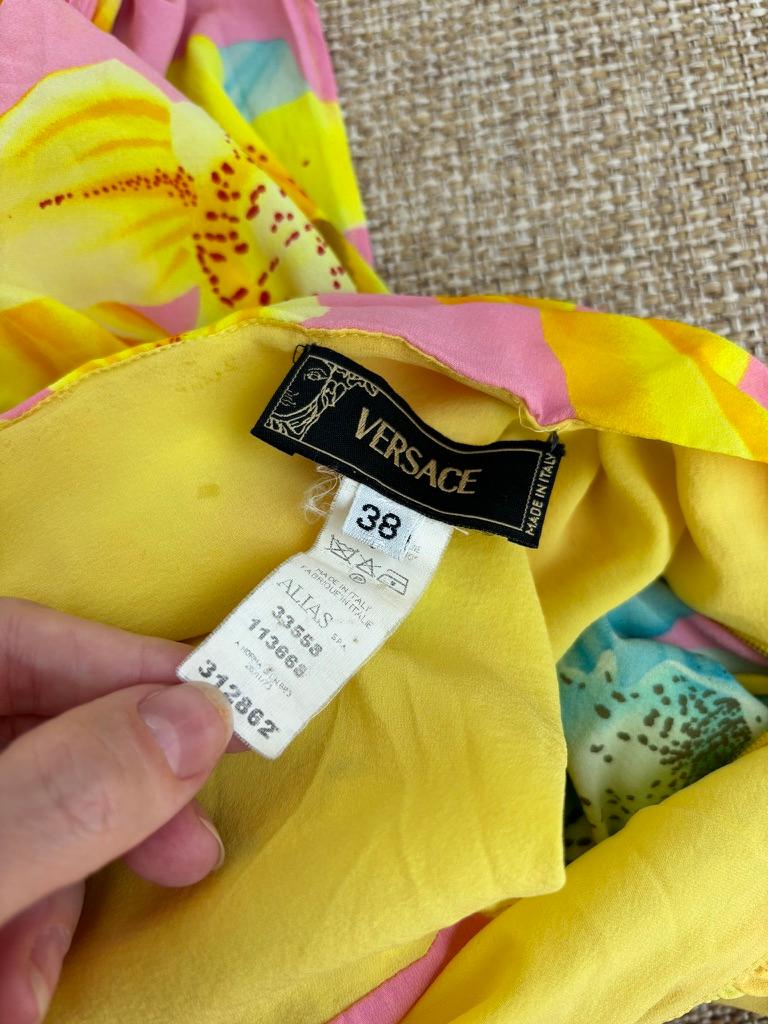 VERSACE
MADE IN ITALY
38
MADE IN ITALY
FABRIQUE EN ITALIE
ALIAS S.P.A.
33558
113668
312862